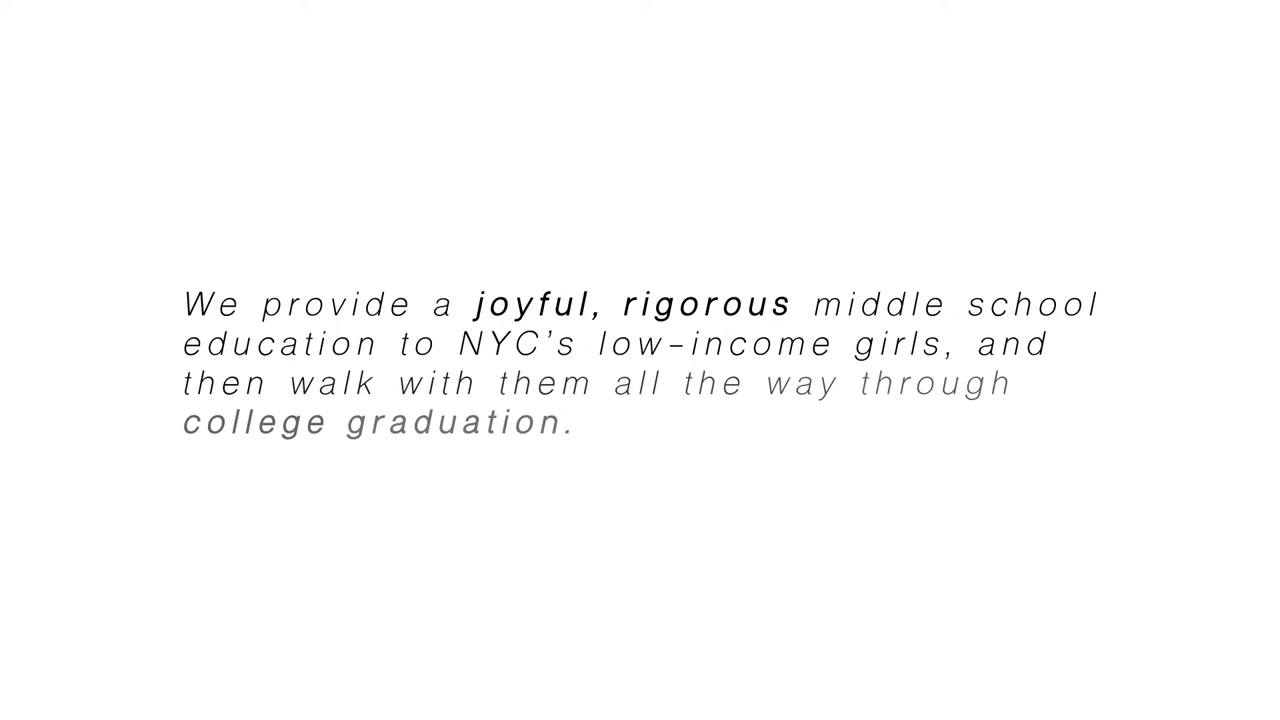 We provide a joyful, rigorous middle school
education to NYC’s low-income girls, and
then walk with them all the way through
college graduation.